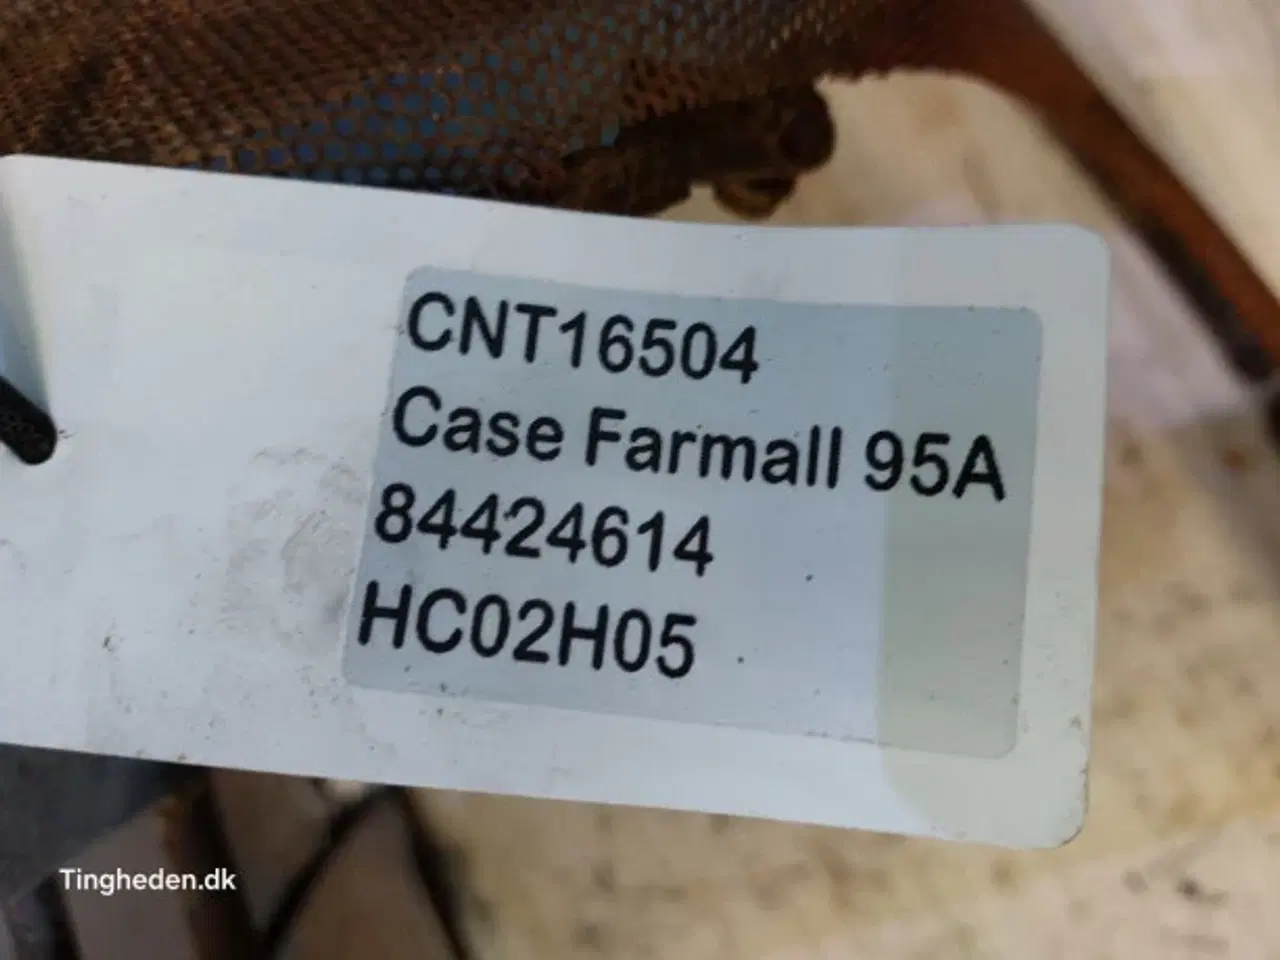 CNT16504
Case Farmall 95A
84424614
HC02H05
Tingheden.dk